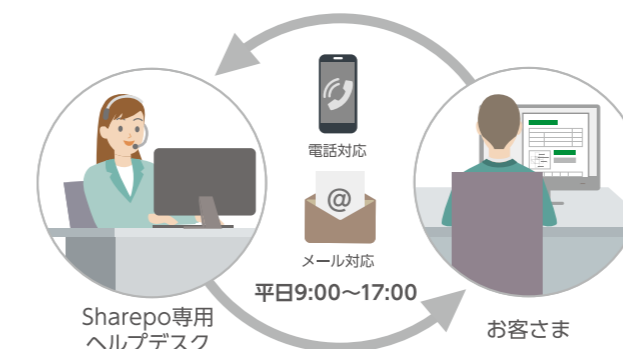 電話対応
@
メール対応
平日9:00～17:00
Sharepo専用
ヘルプデスク
お客さま